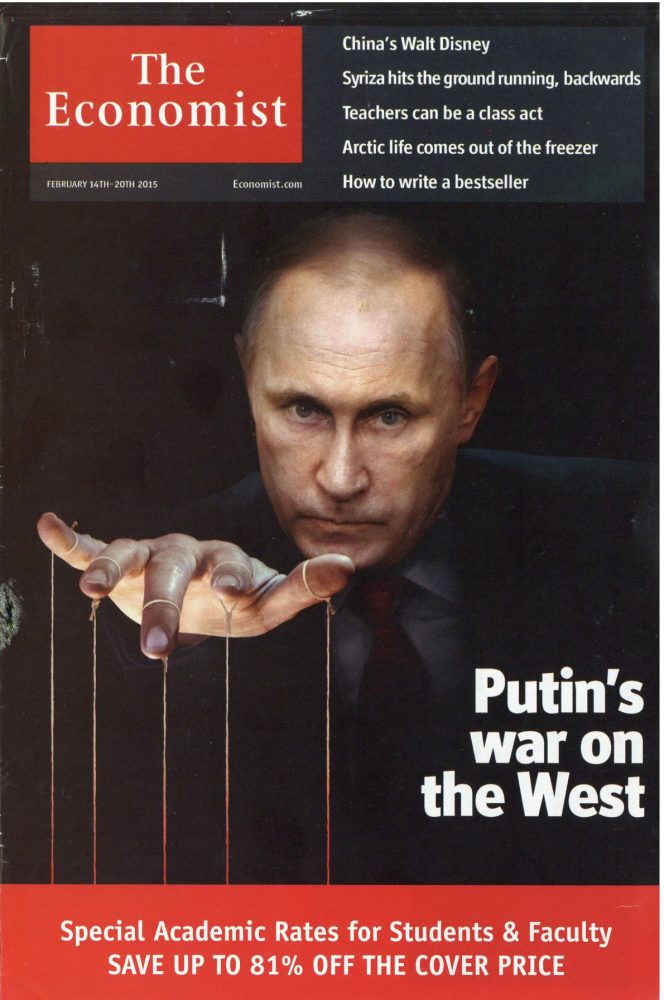 The
Economist
FEBRUARY 14TH–20TH 2015
Economist.com
China's Walt Disney
Syriza hits the ground running, backwards
Teachers can be a class act
Arctic life comes out of the freezer
How to write a bestseller
Putin's
war on
the West
Special Academic Rates for Students & Faculty
SAVE UP TO 81% OFF THE COVER PRICE